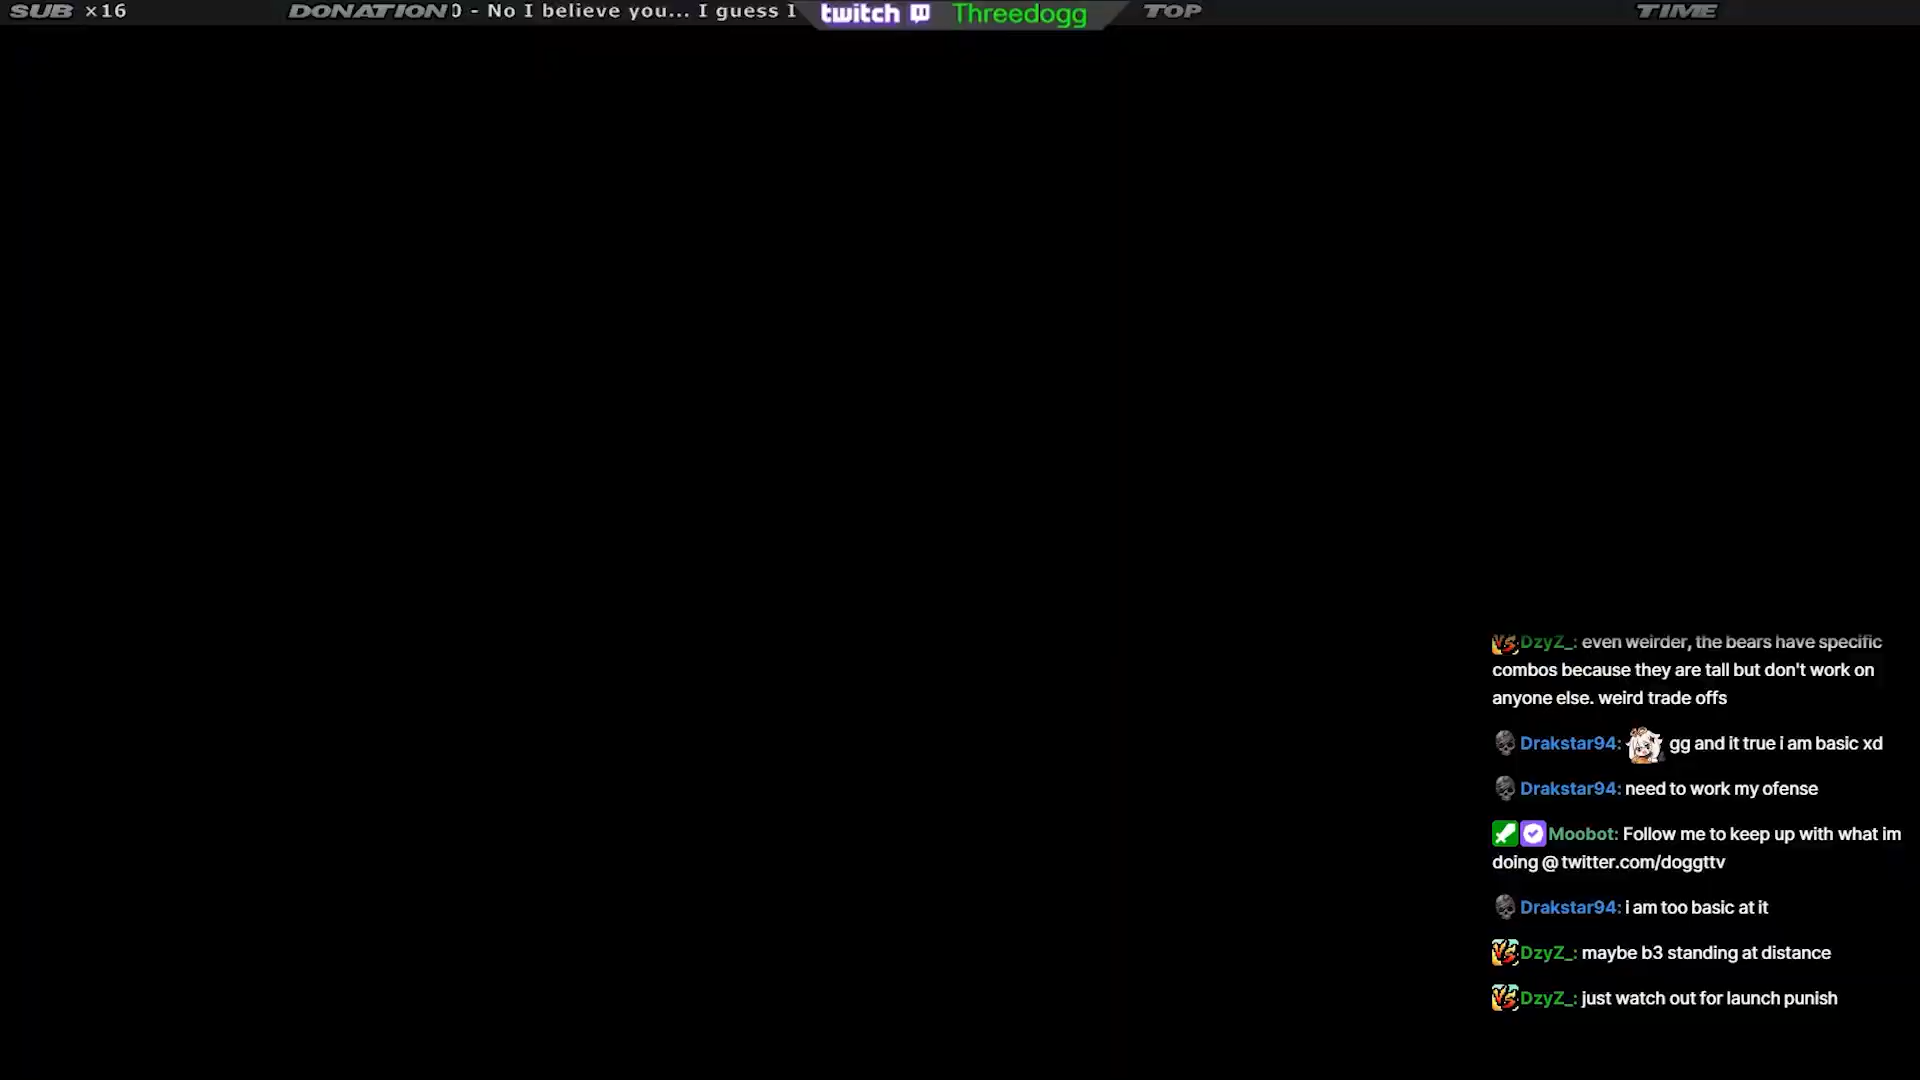 SUB ×16 DONATION 0 - No I believe you... I guess I twitch Threedogg TOP TIME
DzyZ_: even weirder, the bears have specific
combos because they are tall but don't work on
anyone else. weird trade offs
Drakstar94: gg and it true i am basic xd
Drakstar94: need to work my ofense
Moobot: Follow me to keep up with what im
doing @ twitter.com/doggttv
Drakstar94: i am too basic at it
DzyZ_: maybe b3 standing at distance
DzyZ_: just watch out for launch punish